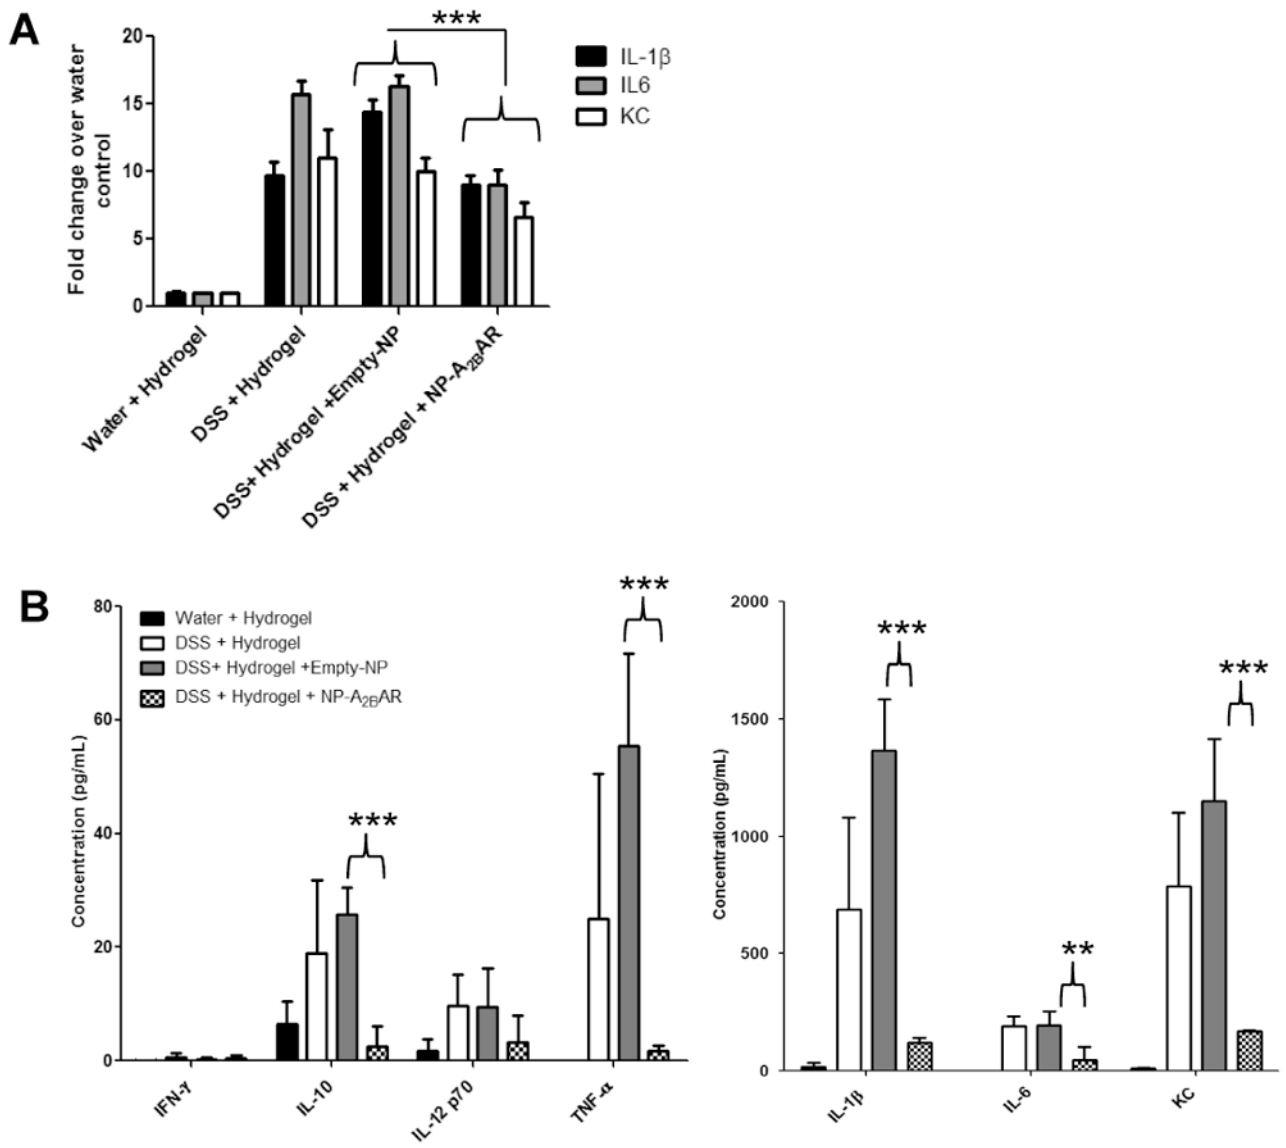 A
***
20
15
10
5
0
Fold change over water
control
IL-1β
IL6
KC
Water + Hydrogel
DSS + Hydrogel
DSS+ Hydrogel +Empty-NP
DSS + Hydrogel + NP-A₂BAR
B
80
60
40
20
0
Concentration (pg/mL)
Water + Hydrogel
DSS + Hydrogel
DSS+ Hydrogel +Empty-NP
DSS + Hydrogel + NP-A₂BAR
***
***
IFN-γ
IL-10
IL-12 p70
TNF-α
2000
1500
1000
500
0
Concentration (pg/mL)
***
**
***
IL-1β
IL-6
KC